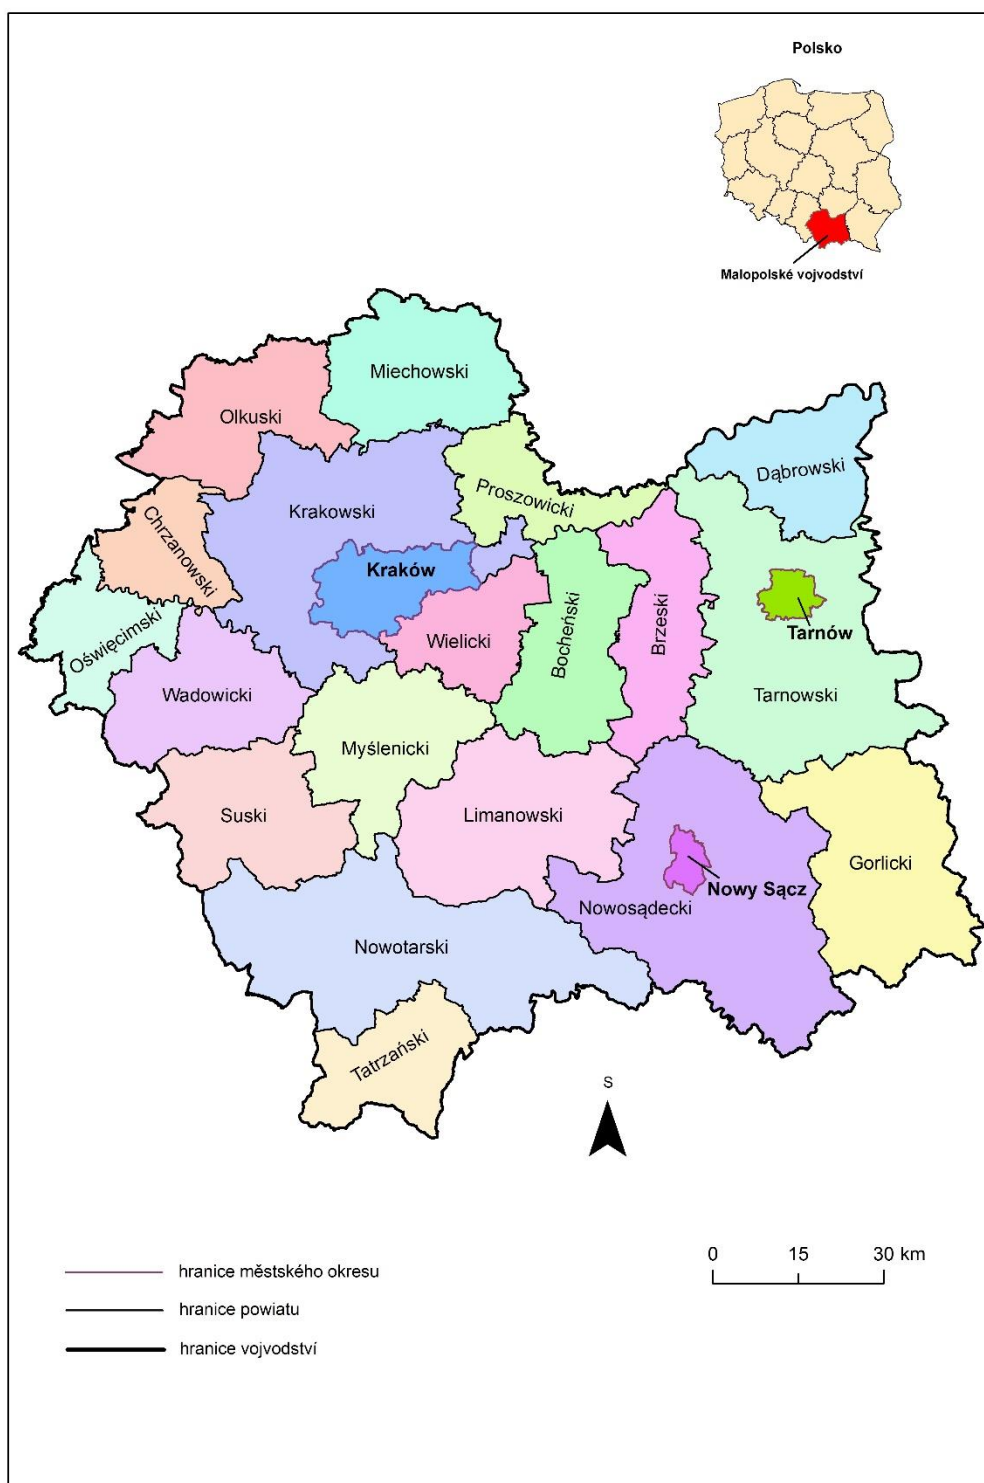 Polsko
Malopolské vojvodství
Miechowski
Olkuski
Dąbrowski
Proszowicki
Krakowski
Chrzanowski
Kraków
Oświęcimski
Wielicki
Bocheński
Brzeski
Tarnów
Wadowicki
Tarnowski
Myślenicki
Suski
Limanowski
Gorlicki
Nowy Sącz
Nowosądecki
Nowotarski
Tatrzański
S
0 15 30 km
hranice městského okresu
hranice powiatu
hranice vojvodství